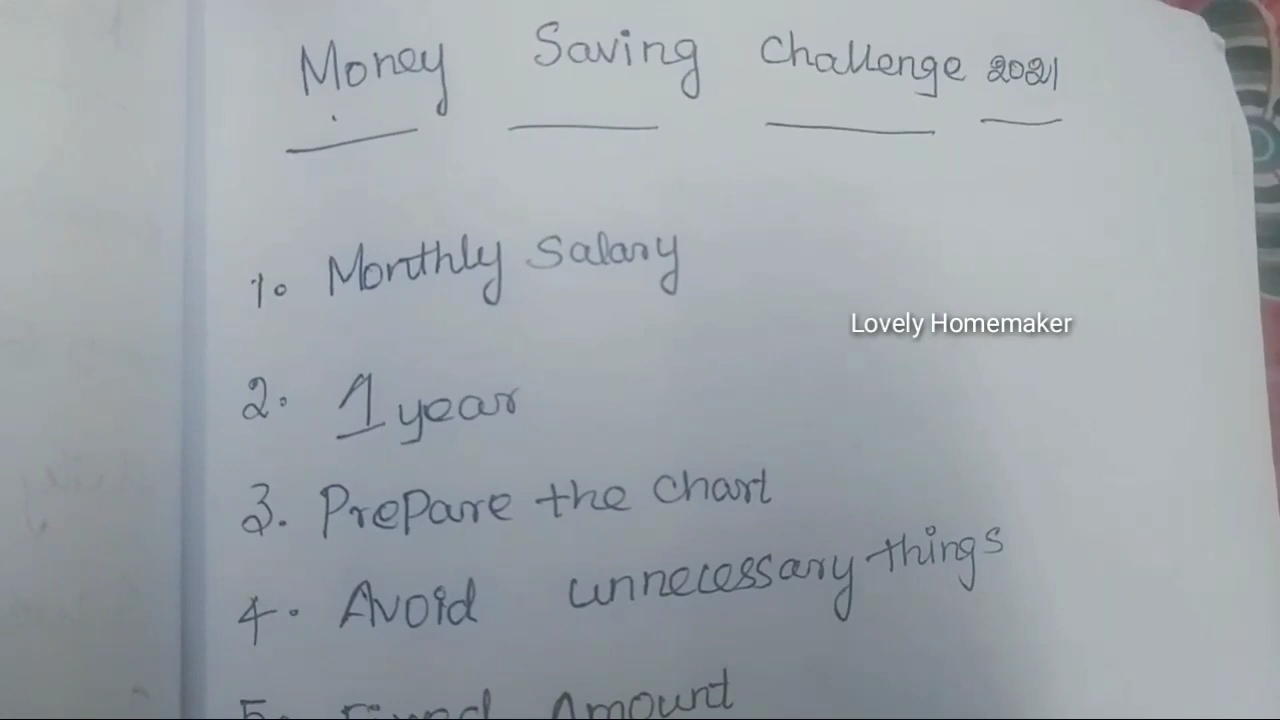 Money Saving Challenge 2021
1. Monthly Salary
Lovely Homemaker
2. 1 year
3. Prepare the chart
4. Avoid unnecessary things
5. Amount